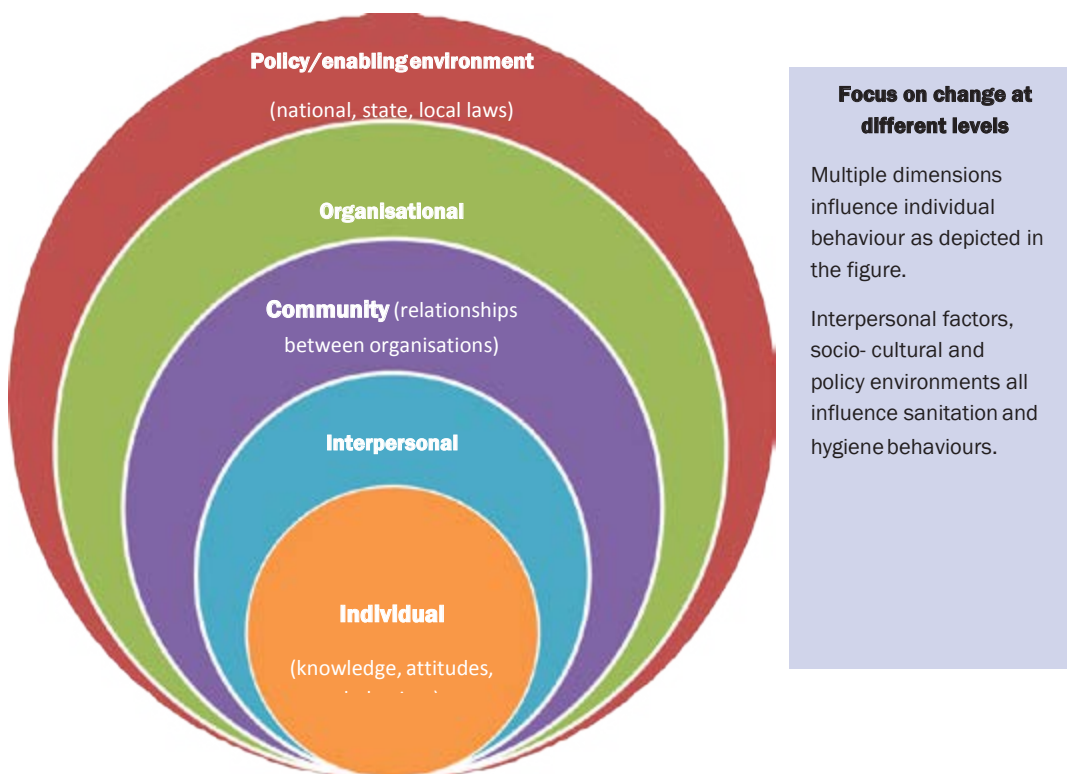 Policy/enabling environment
(national, state, local laws)
Organisational
Community (relationships
between organisations)
Interpersonal
Individual
(knowledge, attitudes,
Focus on change at
different levels
Multiple dimensions
influence individual
behaviour as depicted in
the figure.
Interpersonal factors,
socio- cultural and
policy environments all
influence sanitation and
hygiene behaviours.